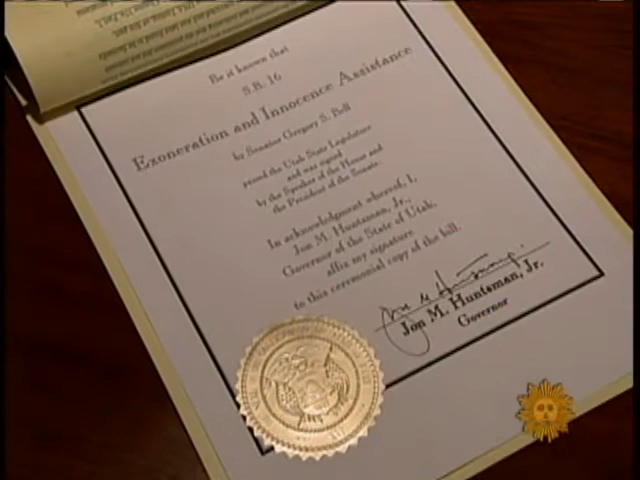 Be it known that
S.B. 16
Exoneration and Innocence Assistance
by Senator Gregory S. Bell
passed the Utah State Legislature
and was signed
by the Speaker of the House and
the President of the Senate.
In acknowledgment whereof, I,
Jon M. Huntsman, Jr.,
Governor of the State of Utah,
affix my signature
to this ceremonial copy of the bill.
Jon M. Huntsman, Jr.
Governor